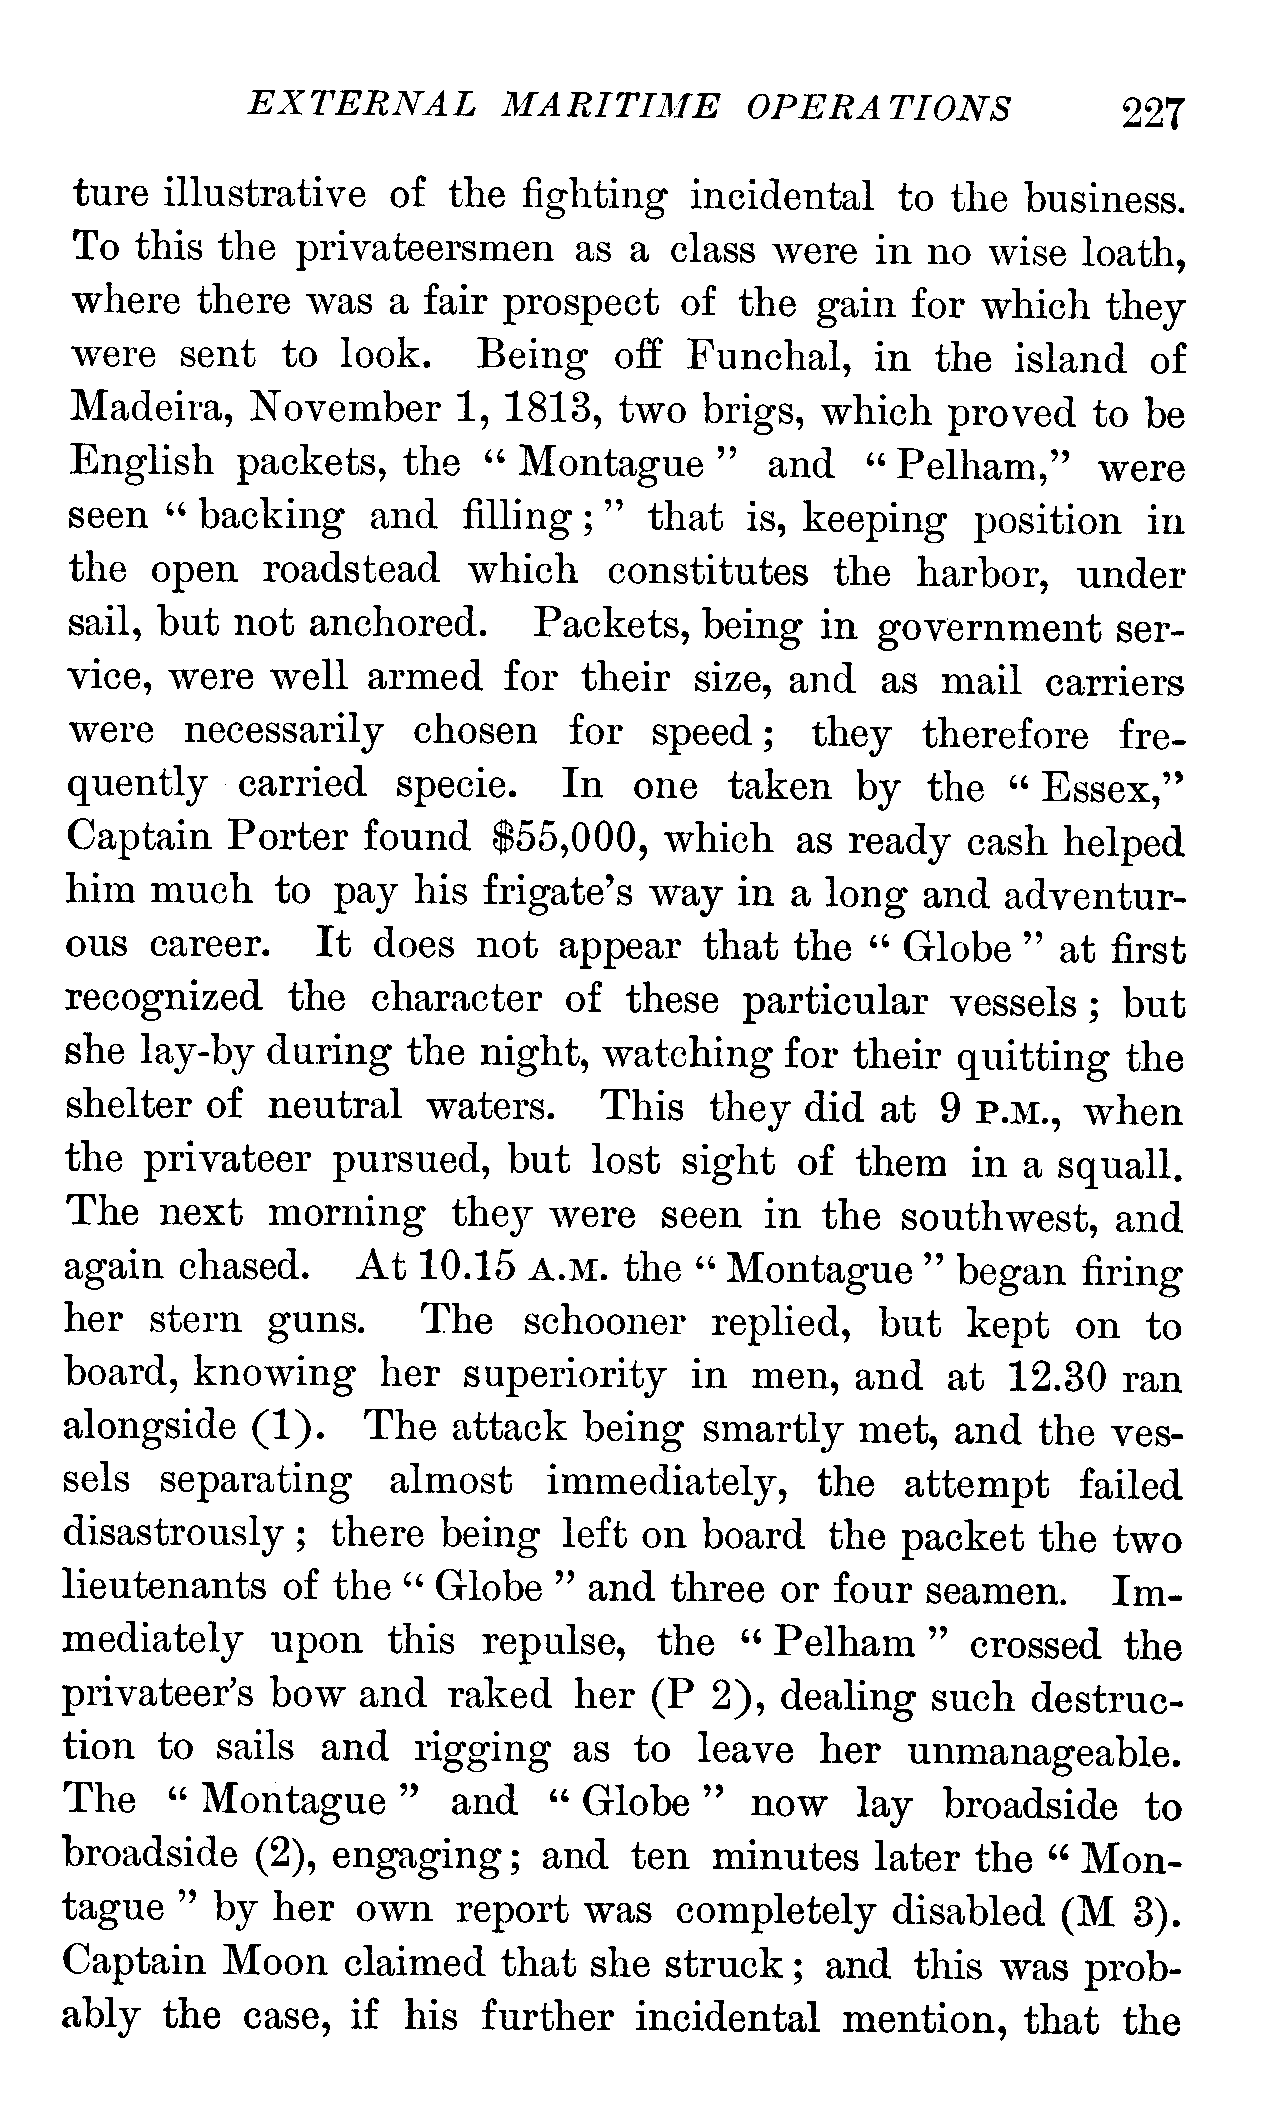 EXTERNAL MARITIME OPERATIONS 227
ture illustrative of the fighting incidental to the business.
To this the privateersmen as a class were in no wise loath,
where there was a fair prospect of the gain for which they
were sent to look. Being off Funchal, in the island of
Madeira, November 1, 1813, two brigs, which proved to be
English packets, the “ Montague ” and “ Pelham,” were
seen “ backing and filling ; ” that is, keeping position in
the open roadstead which constitutes the harbor, under
sail, but not anchored. Packets, being in government ser-
vice, were well armed for their size, and as mail carriers
were necessarily chosen for speed ; they therefore fre-
quently carried specie. In one taken by the “ Essex,”
Captain Porter found $55,000, which as ready cash helped
him much to pay his frigate’s way in a long and adventur-
ous career. It does not appear that the “ Globe ” at first
recognized the character of these particular vessels ; but
she lay-by during the night, watching for their quitting the
shelter of neutral waters. This they did at 9 P.M., when
the privateer pursued, but lost sight of them in a squall.
The next morning they were seen in the southwest, and
again chased. At 10.15 A.M. the “ Montague ” began firing
her stern guns. The schooner replied, but kept on to
board, knowing her superiority in men, and at 12.30 ran
alongside (1). The attack being smartly met, and the ves-
sels separating almost immediately, the attempt failed
disastrously ; there being left on board the packet the two
lieutenants of the “ Globe ” and three or four seamen. Im-
mediately upon this repulse, the “ Pelham ” crossed the
privateer’s bow and raked her (P 2), dealing such destruc-
tion to sails and rigging as to leave her unmanageable.
The “ Montague ” and “ Globe ” now lay broadside to
broadside (2), engaging ; and ten minutes later the “ Mon-
tague ” by her own report was completely disabled (M 3).
Captain Moon claimed that she struck ; and this was prob-
ably the case, if his further incidental mention, that the